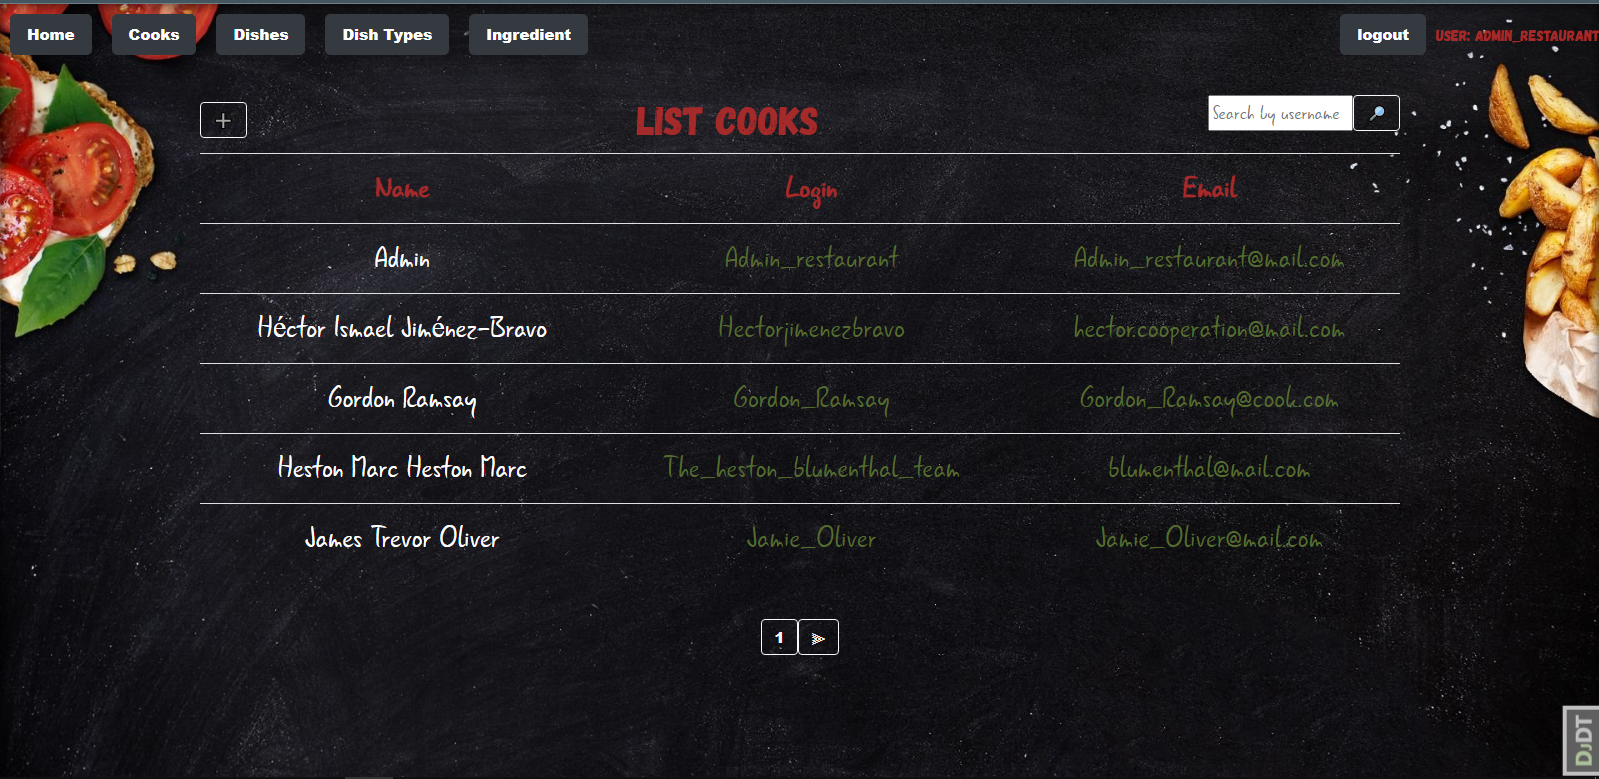 Home Cooks Dishes Dish Types Ingredient logout USER: ADMIN_RESTAURANT
+ LIST COOKS Search by username
Name Login Email
Admin Admin_restaurant Admin_restaurant@mail.com
Héctor Ismael Jiménez-Bravo Hectorjimenezbravo hector.cooperation@mail.com
Gordon Ramsay Gordon_Ramsay Gordon_Ramsay@cook.com
Heston Marc Heston Marc The_heston_blumenthal_team blumenthal@mail.com
James Trevor Oliver Jamie_Oliver Jamie_Oliver@mail.com
1
DJDT